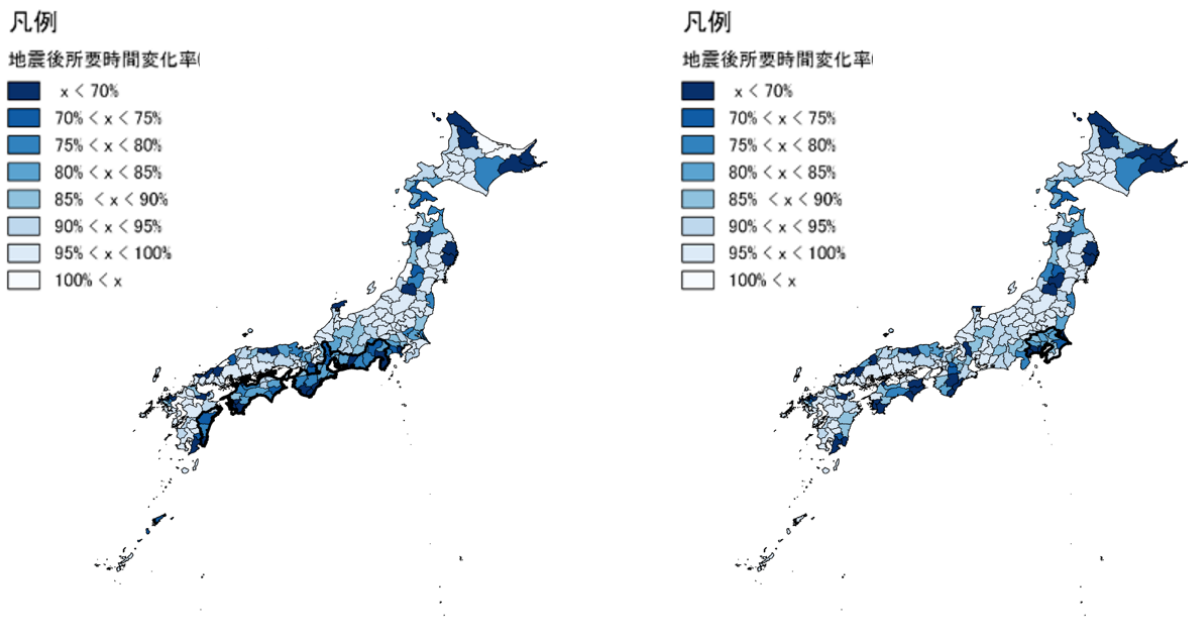 凡例
地震後所要時間変化率(
x < 70%
70% < x < 75%
75% < x < 80%
80% < x < 85%
85% < x < 90%
90% < x < 95%
95% < x < 100%
100% < x
凡例
地震後所要時間変化率(
x < 70%
70% < x < 75%
75% < x < 80%
80% < x < 85%
85% < x < 90%
90% < x < 95%
95% < x < 100%
100% < x